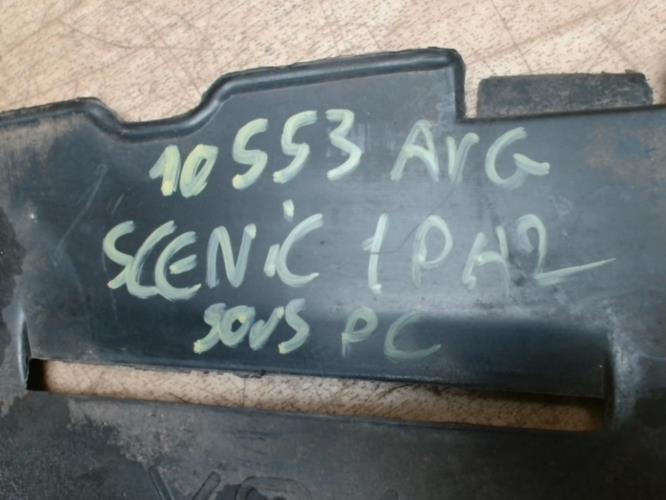 10553 AVG
SCENiC 1 PH2
SOUS PC